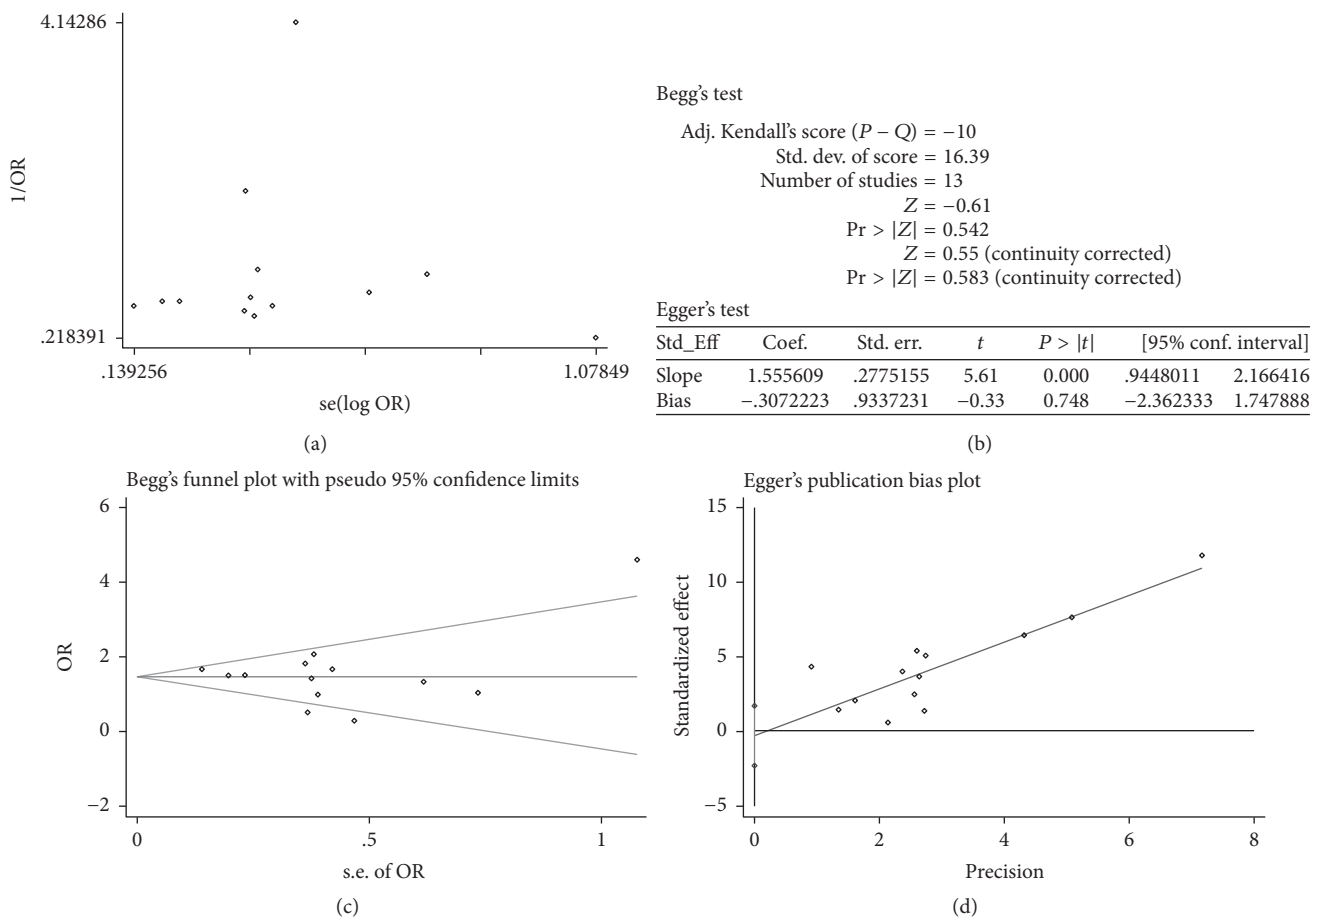 4.14286
1/OR
.218391
.139256
1.07849
se(log OR)
(a)
Begg's test
Adj. Kendall's score (P − Q) = −10
Std. dev. of score = 16.39
Number of studies = 13
Z = −0.61
Pr > |Z| = 0.542
Z = 0.55 (continuity corrected)
Pr > |Z| = 0.583 (continuity corrected)
Egger's test
Std_Eff Coef. Std. err. t P > |t| [95% conf. interval]
Slope 1.555609 .2775155 5.61 0.000 .9448011 2.166416
Bias −.3072223 .9337231 −0.33 0.748 −2.362333 1.747888
(b)
Begg's funnel plot with pseudo 95% confidence limits
6
4
2
0
−2
OR
0 .5 1
s.e. of OR
(c)
Egger's publication bias plot
15
10
5
0
−5
Standardized effect
0 2 4 6 8
Precision
(d)